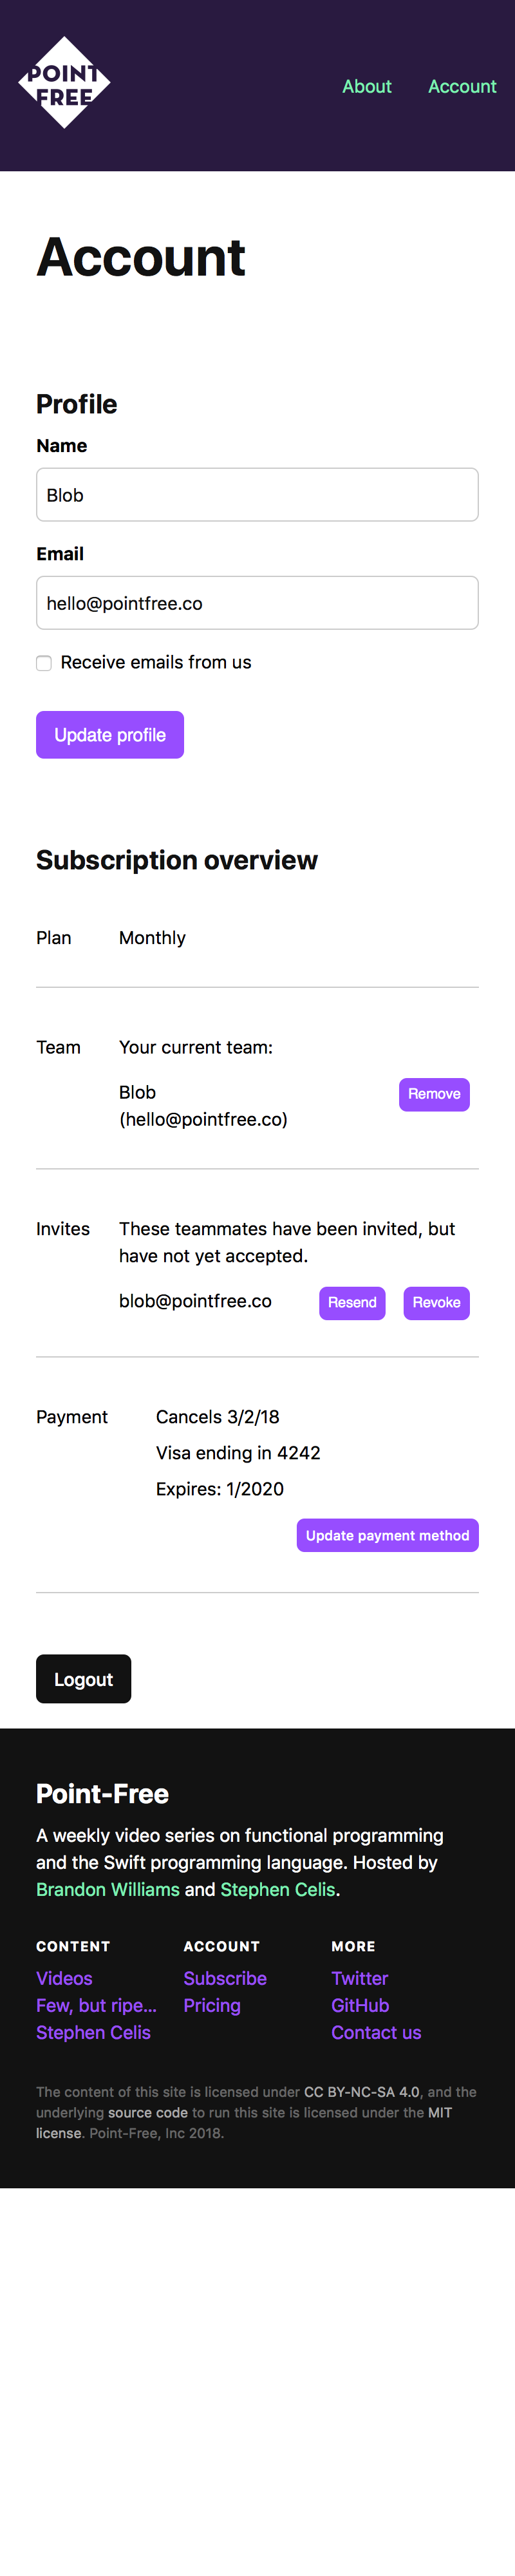 POINT
FREE
About Account
Account
Profile
Name
Blob
Email
hello@pointfree.co
Receive emails from us
Update profile
Subscription overview
Plan Monthly
Team Your current team:
Blob
(hello@pointfree.co)
Remove
Invites These teammates have been invited, but
have not yet accepted.
blob@pointfree.co Resend Revoke
Payment Cancels 3/2/18
Visa ending in 4242
Expires: 1/2020
Update payment method
Logout
Point-Free
A weekly video series on functional programming
and the Swift programming language. Hosted by
Brandon Williams and Stephen Celis.
CONTENT ACCOUNT MORE
Videos Subscribe Twitter
Few, but ripe... Pricing GitHub
Stephen Celis Contact us
The content of this site is licensed under CC BY-NC-SA 4.0, and the
underlying source code to run this site is licensed under the MIT
license. Point-Free, Inc 2018.